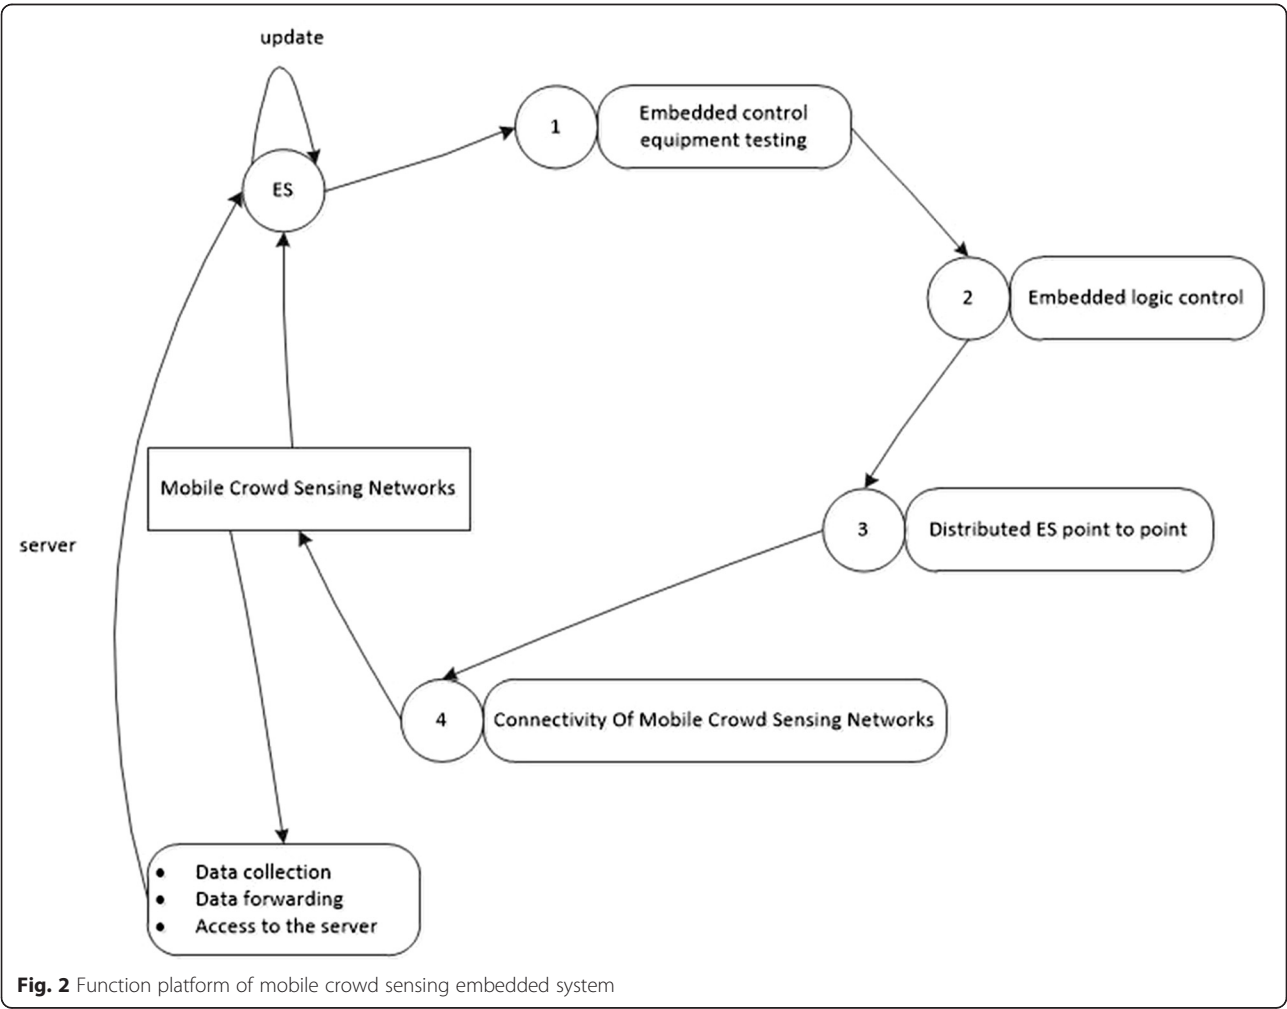 update
ES
1
Embedded control
equipment testing
2
Embedded logic control
3
Distributed ES point to point
4
Connectivity Of Mobile Crowd Sensing Networks
Mobile Crowd Sensing Networks
server
• Data collection
• Data forwarding
• Access to the server
Fig. 2 Function platform of mobile crowd sensing embedded system